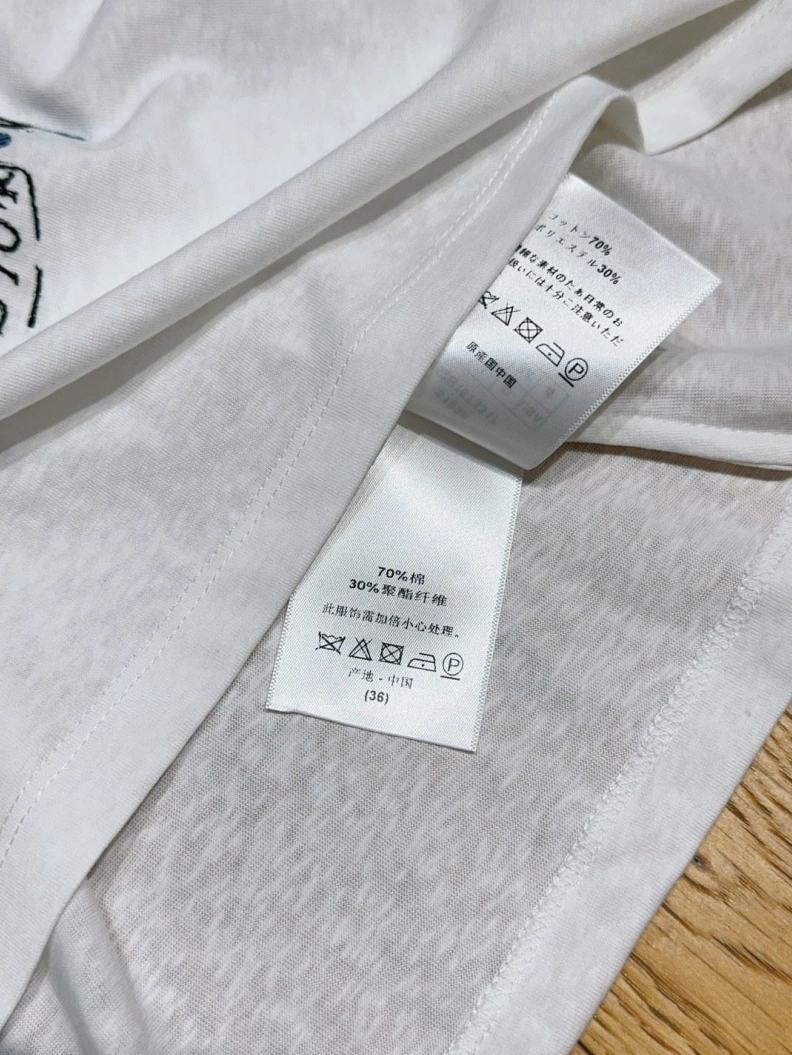 コットン70%
ポリエステル30%
細な素材のため日常のお
扱いには十分ご注意いただ
P
原産国中国
70%棉
30%聚酯纤维
此服饰需加倍小心处理。
P
产地 - 中国
(36)